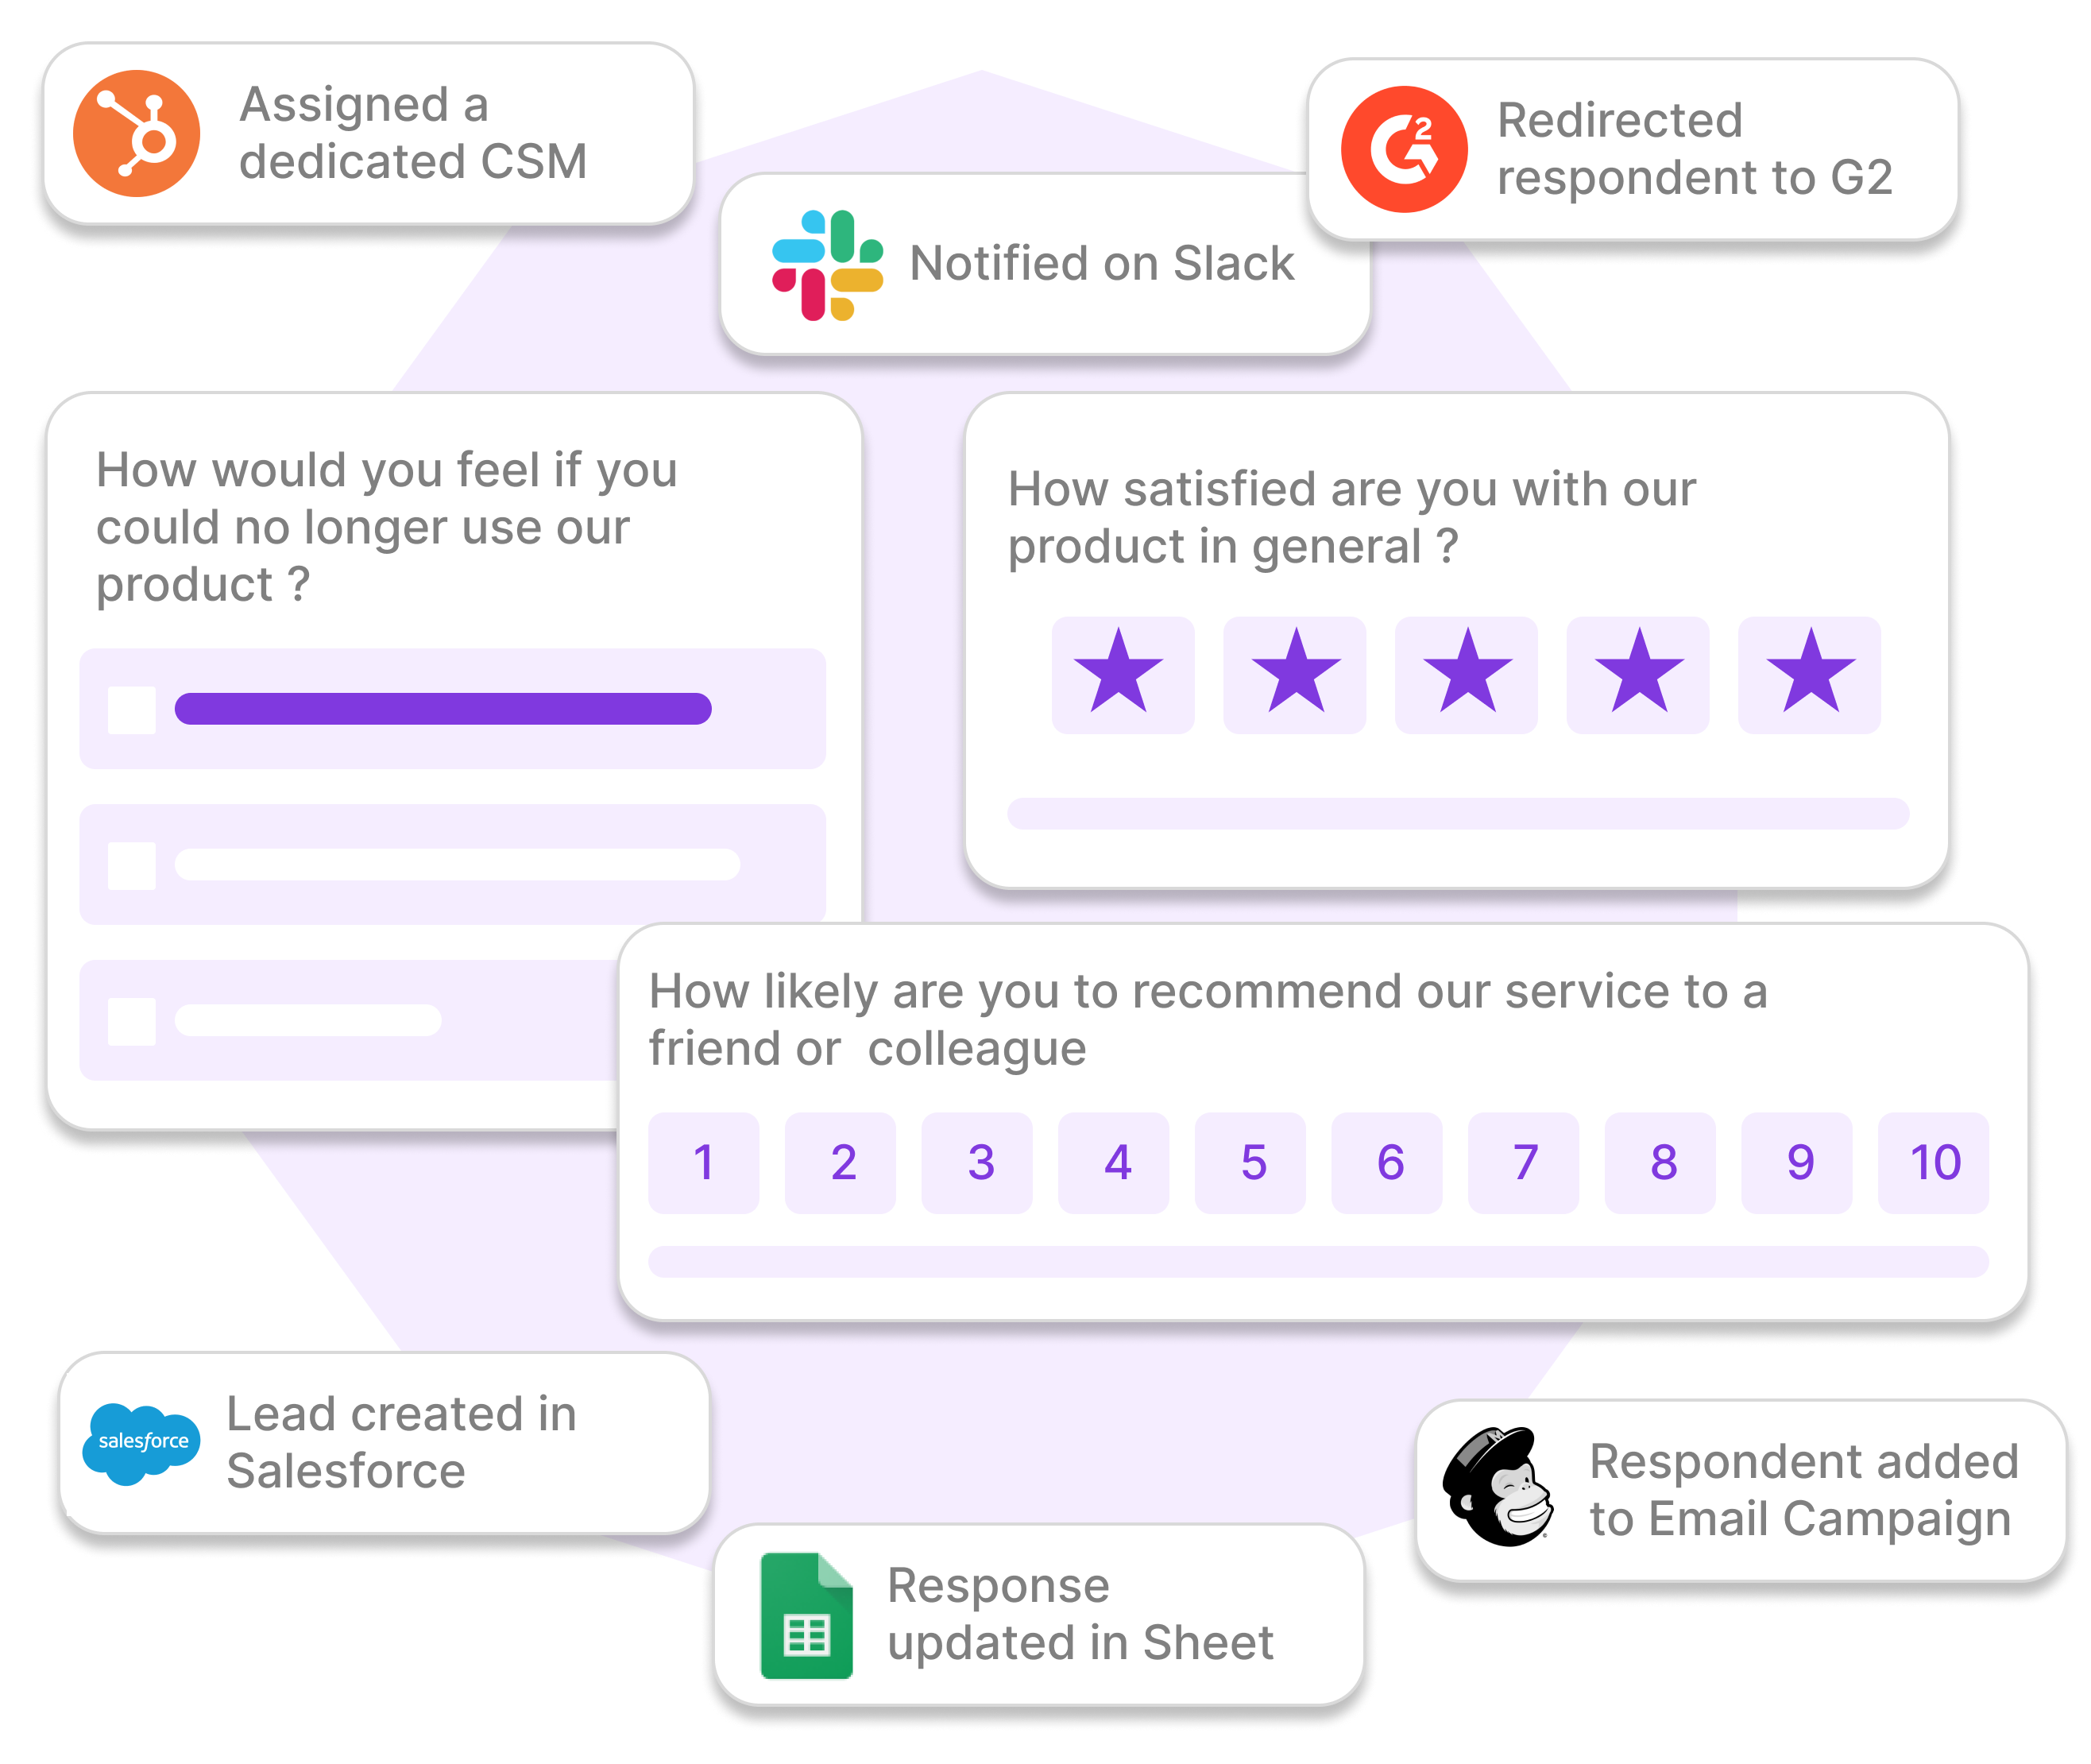 Assigned a
dedicated CSM
Notified on Slack
G2
Redirected
respondent to G2
How would you feel if you
could no longer use our
product ?
How satisfied are you with our
product in general ?
How likely are you to recommend our service to a
friend or  colleague
1 2 3 4 5 6 7 8 9 10
salesforce
Lead created in
Salesforce
Response
updated in Sheet
Respondent added
to Email Campaign